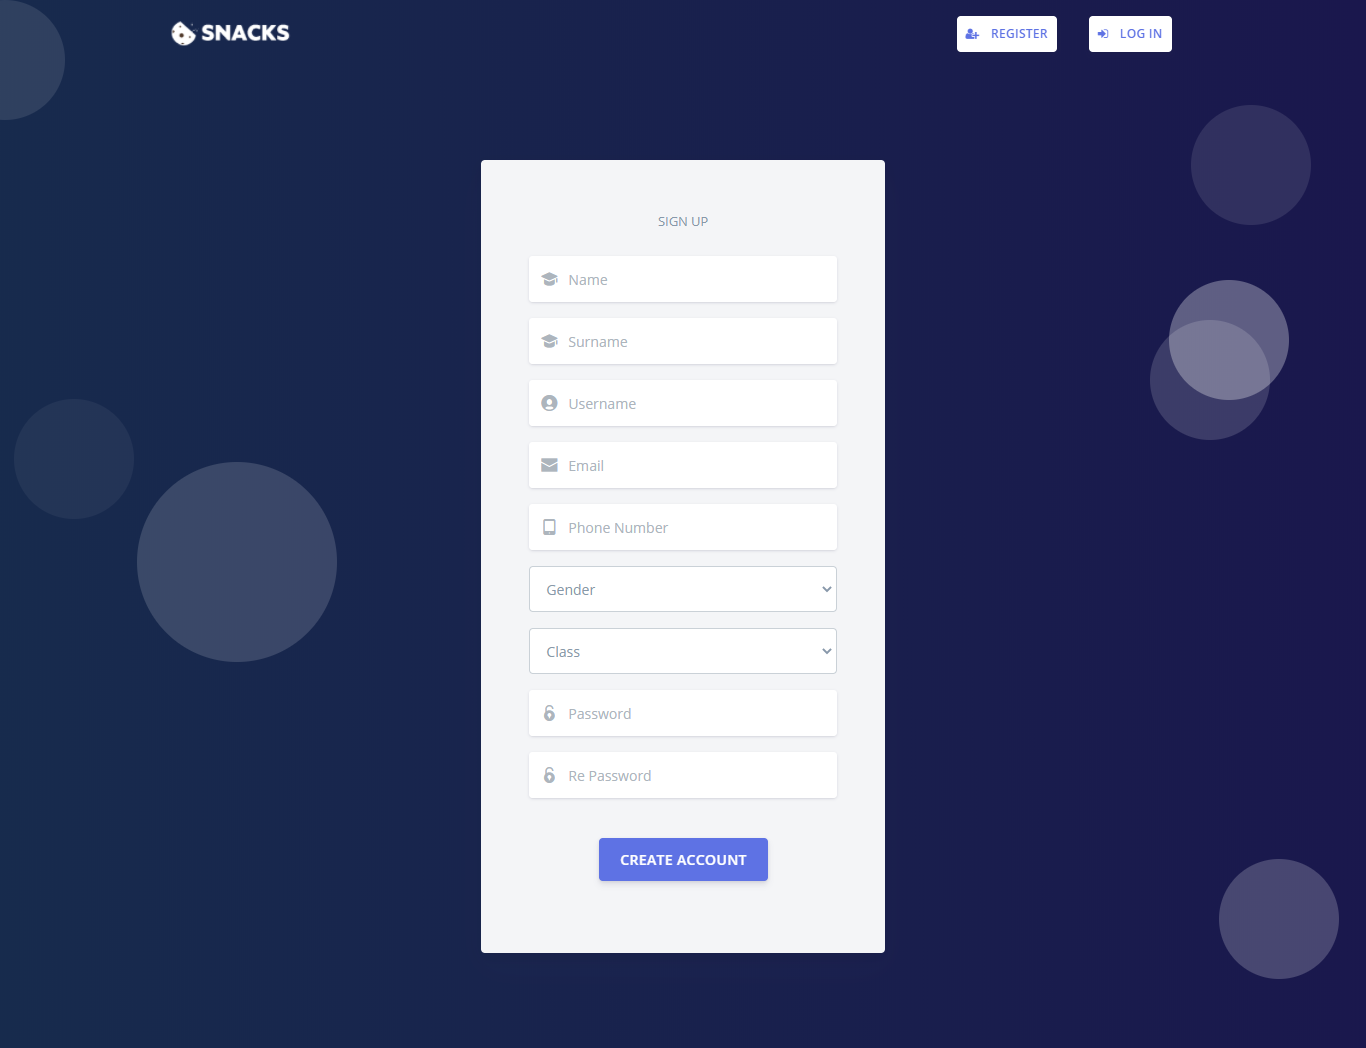 SNACKS
REGISTER
LOG IN
SIGN UP
Name
Surname
Username
Email
Phone Number
Gender
Class
Password
Re Password
CREATE ACCOUNT